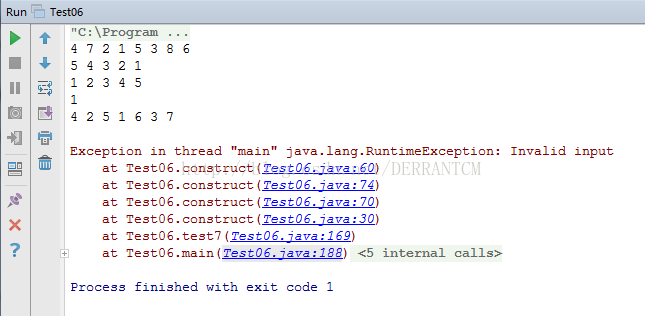 Run Test06
"C:\Program ...
4 7 2 1 5 3 8 6
5 4 3 2 1
1 2 3 4 5
1
4 2 5 1 6 3 7
Exception in thread "main" java.lang.RuntimeException: Invalid input
at Test06.construct(Test06.java:60)
at Test06.construct(Test06.java:74)
at Test06.construct(Test06.java:70)
at Test06.construct(Test06.java:30)
at Test06.test7(Test06.java:169)
at Test06.main(Test06.java:188) <5 internal calls>
Process finished with exit code 1
/DERRANTCM